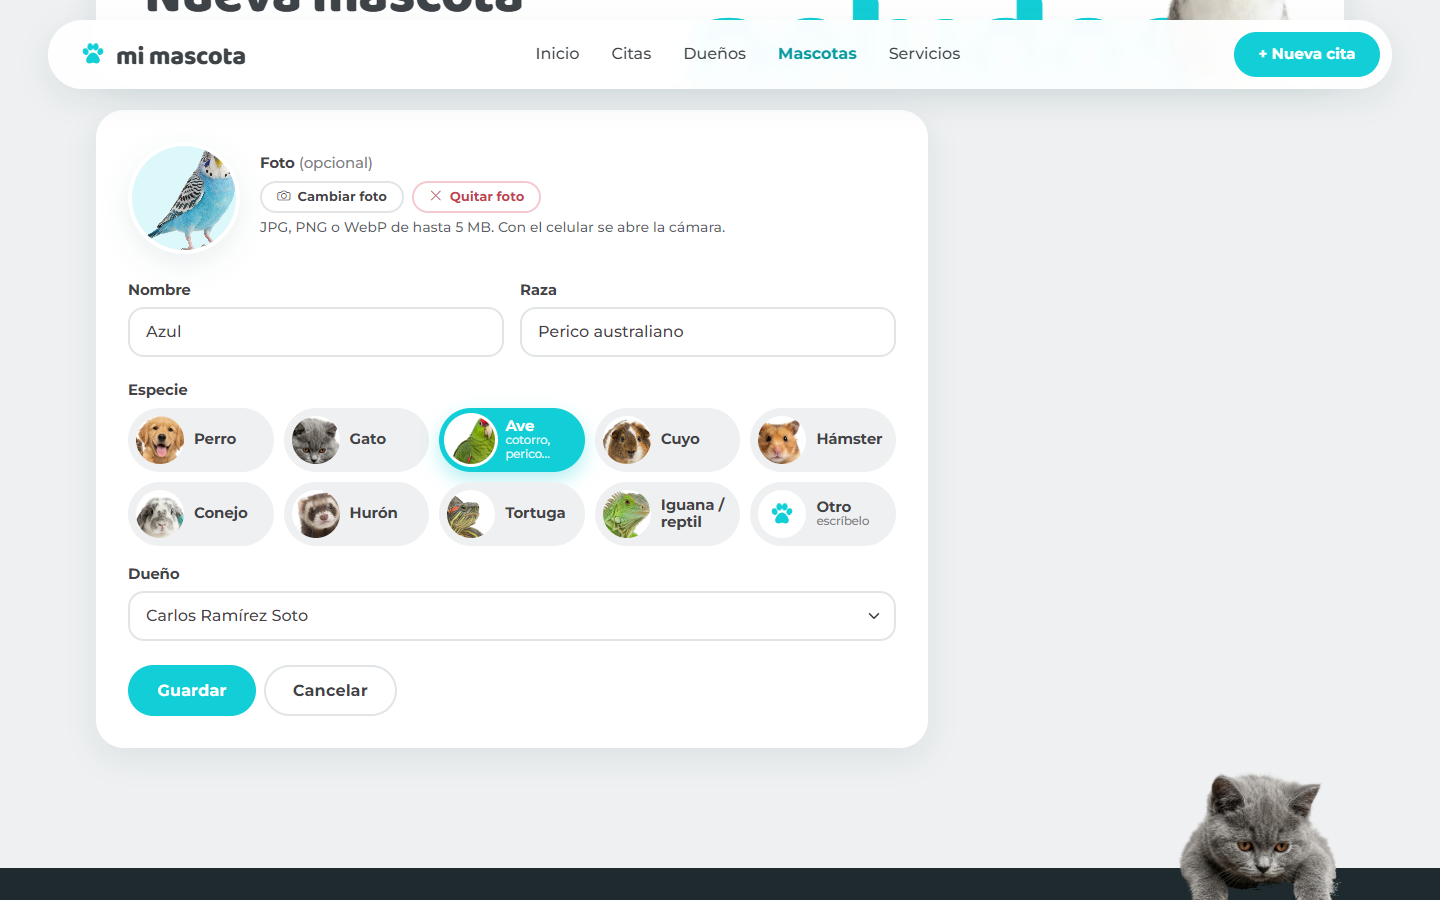 Nueva mascota
mi mascota
Inicio
Citas
Dueños
Mascotas
Servicios
+ Nueva cita
Foto (opcional)
Cambiar foto
Quitar foto
JPG, PNG o WebP de hasta 5 MB. Con el celular se abre la cámara.
Nombre
Raza
Azul
Perico australiano
Especie
Perro
Gato
Ave
cotorro,
perico...
Cuyo
Hámster
Conejo
Hurón
Tortuga
Iguana /
reptil
Otro
escríbelo
Dueño
Carlos Ramírez Soto
Guardar
Cancelar